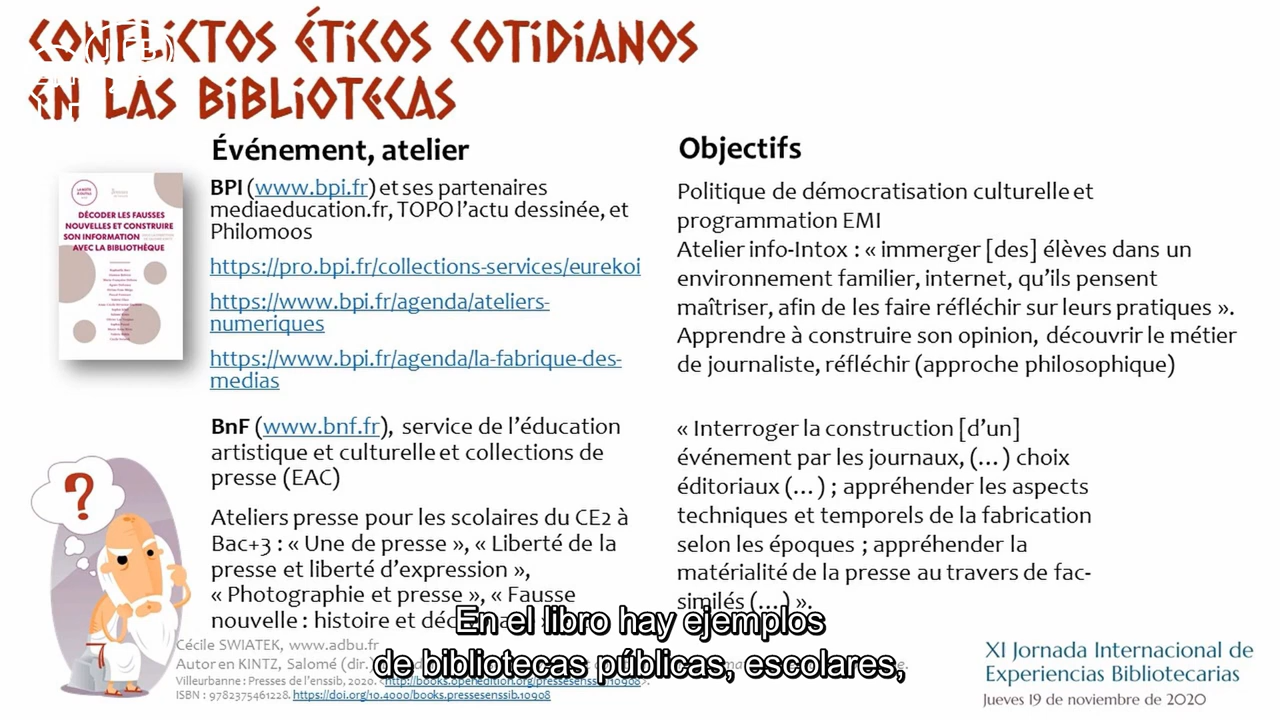 CONFLICTOS ÉTICOS COTIDIANOS
EN LAS BIBLIOTECAS
Événement, atelier
BPI (www.bpi.fr) et ses partenaires
mediaeducation.fr, TOPO l'actu dessinée, et
Philomoos
https://pro.bpi.fr/collections-services/eurekoi
https://www.bpi.fr/agenda/ateliers-
numeriques
https://www.bpi.fr/agenda/la-fabrique-des-
medias
BnF (www.bnf.fr), service de l'éducation
artistique et culturelle et collections de
presse (EAC)
Ateliers presse pour les scolaires du CE2 à
Bac+3 : « Une de presse », « Liberté de la
presse et liberté d'expression »,
« Photographie et presse », « Fausse
nouvelle : histoire et
Objectifs
Politique de démocratisation culturelle et
programmation EMI
Atelier info-Intox : « immerger [des] élèves dans un
environnement familier, internet, qu'ils pensent
maîtriser, afin de les faire réfléchir sur leurs pratiques ».
Apprendre à construire son opinion, découvrir le métier
de journaliste, réfléchir (approche philosophique)
« Interroger la construction [d'un]
événement par les journaux, (…) choix
éditoriaux (…) ; appréhender les aspects
techniques et temporels de la fabrication
selon les époques ; appréhender la
matérialité de la presse au travers de fac-
similés (…) ».
DÉCODER LES FAUSSES
NOUVELLES ET CONSTRUIRE
SON INFORMATION
AVEC LA BIBLIOTHÈQUE
?
En el libro hay ejemplos
de bibliotecas públicas, escolares,
Cécile SWIATEK, www.adbu.fr
Autor en KINTZ, Salomé (dir.)
Villeurbanne : Presses de l'enssib, 2020.
ISBN : 9782375461228. https://doi.org/10.4000/books.pressesenssib.10908
XI Jornada Internacional de
Experiencias Bibliotecarias
Jueves 19 de noviembre de 2020